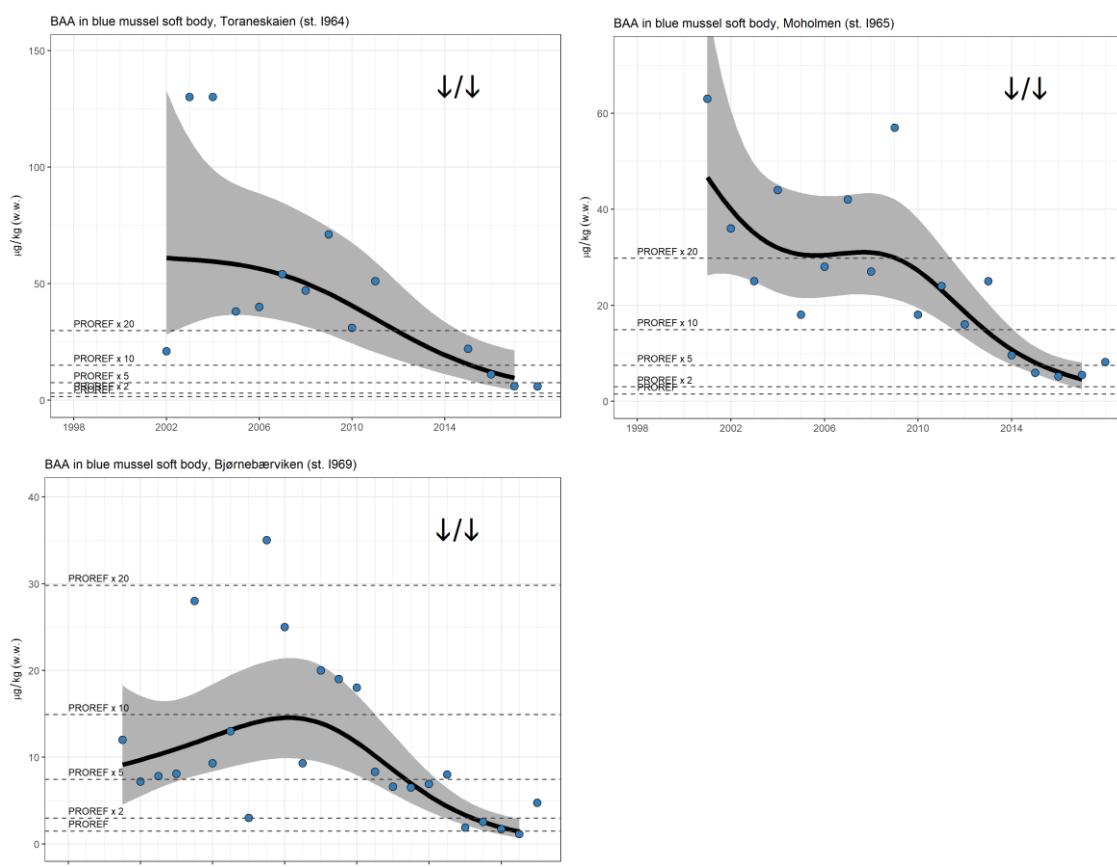 BAA in blue mussel soft body, Toraneskaien (st. I964)
150
100
50
0
µg/kg (w.w.)
↓/↓
PROREF x 20
PROREF x 10
PROREF x 5
PROREF x 2
PROREF
1998 2002 2006 2010 2014
BAA in blue mussel soft body, Moholmen (st. I965)
60
40
20
0
µg/kg (w.w.)
↓/↓
PROREF x 20
PROREF x 10
PROREF x 5
PROREF x 2
PROREF
1998 2002 2006 2010 2014
BAA in blue mussel soft body, Bjørnebærviken (st. I969)
40
30
20
10
0
µg/kg (w.w.)
↓/↓
PROREF x 20
PROREF x 10
PROREF x 5
PROREF x 2
PROREF